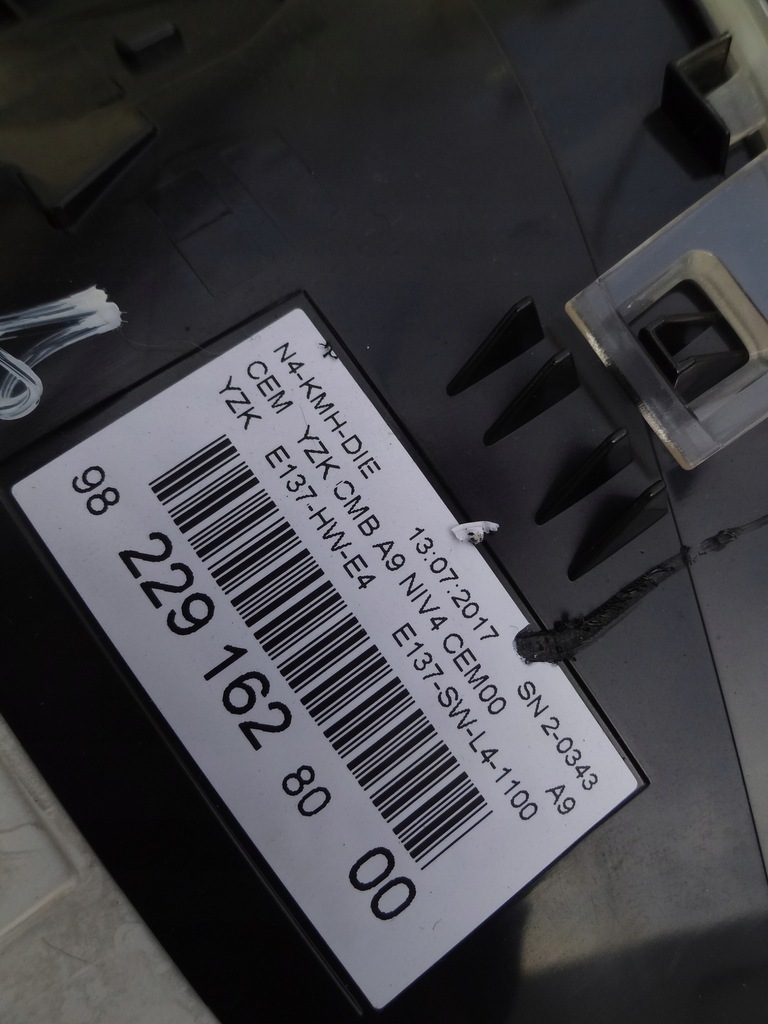 N4-KMH-DIE 13:07:2017 SN 2-0343
CEM YZK CMB A9 NIV4 CEM00 A9
YZK E137-HW-E4 E137-SW-L4-1100
98 229 162 80 00